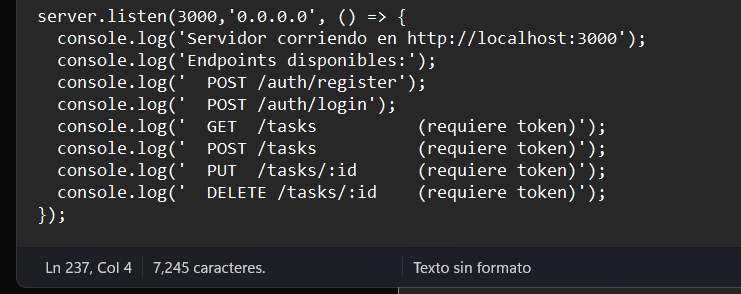 server.listen(3000,'0.0.0.0', () => {
  console.log('Servidor corriendo en http://localhost:3000');
  console.log('Endpoints disponibles:');
  console.log('  POST /auth/register');
  console.log('  POST /auth/login');
  console.log('  GET  /tasks          (requiere token)');
  console.log('  POST /tasks          (requiere token)');
  console.log('  PUT  /tasks/:id      (requiere token)');
  console.log('  DELETE /tasks/:id    (requiere token)');
});
Ln 237, Col 4 7,245 caracteres. Texto sin formato